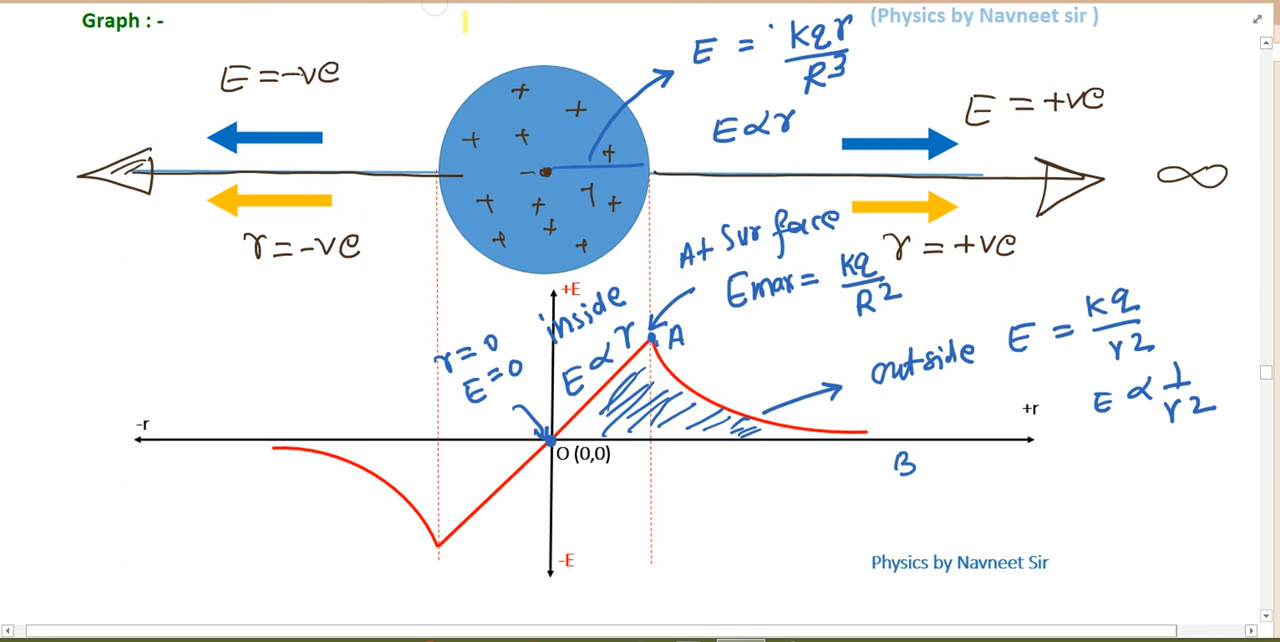 Graph : -
(Physics by Navneet sir )
E = -ve
E = kqr/R3
E ∝ r
E = +ve
∞
r = -ve
r = +ve
At Surface
Emax = kq/R2
+E
inside
E ∝ r
r=0
E=0
A
outside E = kq/r2
E ∝ 1/r2
-r
+r
O (0,0)
B
-E
Physics by Navneet Sir